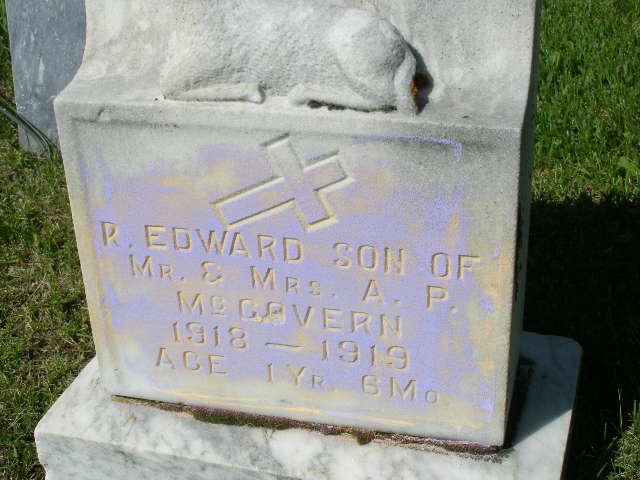 R. EDWARD SON OF
MR. & MRS. A. P.
McGOVERN
1918 — 1919
AGE 1 YR. 6 Mo